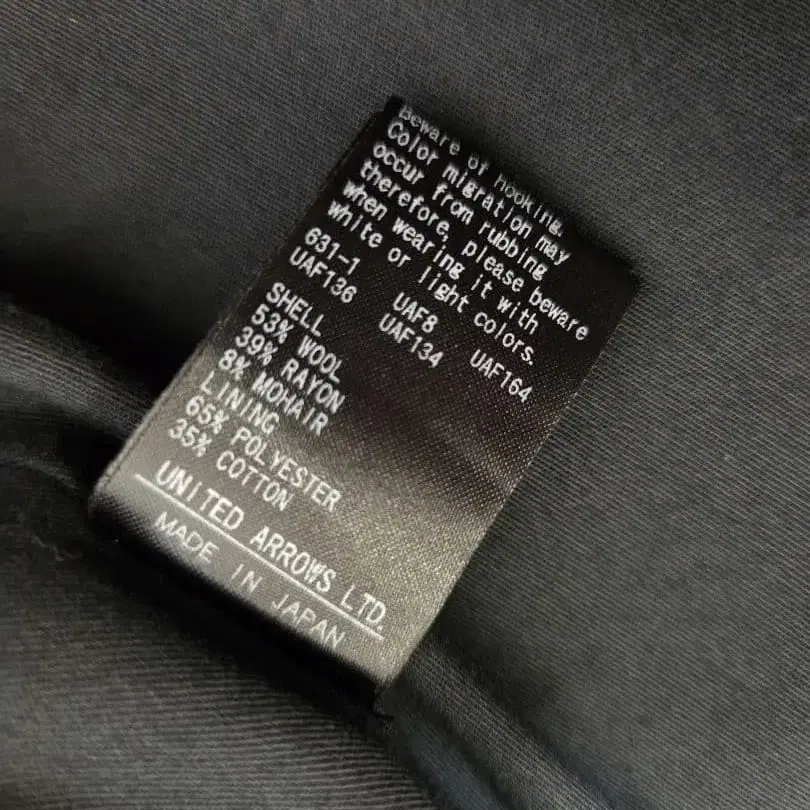 Beware of hooking.
Color migration may
occur from rubbing
therefore, please beware
when wearing it with
white or light colors.
631-1 UAF8 UAF164
UAF136 UAF134
SHELL
53% WOOL
39% RAYON
8% MOHAIR
LINING
65% POLYESTER
35% COTTON
UNITED ARROWS LTD.
MADE IN JAPAN